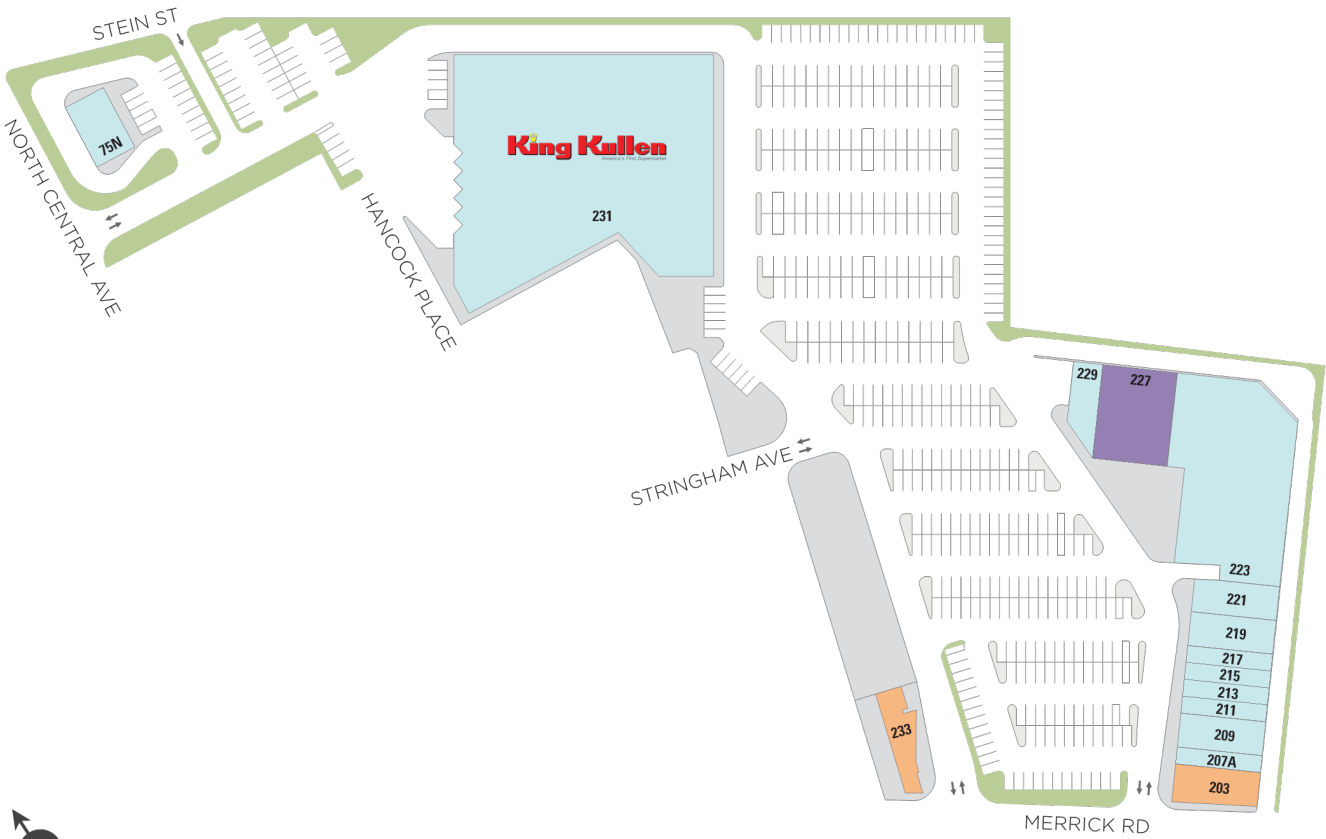 STEIN ST
75N
NORTH CENTRAL AVE
HANCOCK PLACE
King Kullen
America's First Supermarket
231
STRINGHAM AVE
229
227
223
221
219
217
215
213
211
209
207A
203
233
MERRICK RD